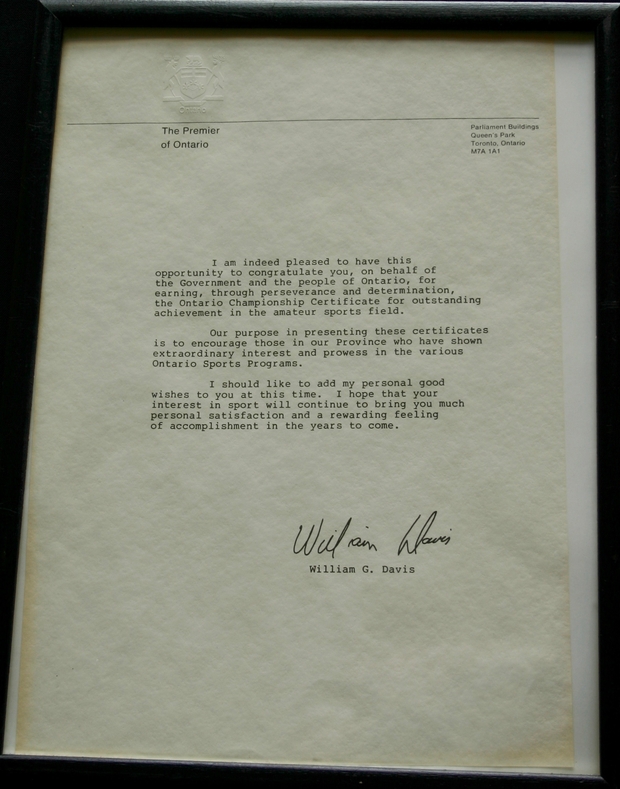 The Premier
of Ontario
Parliament Buildings
Queen's Park
Toronto, Ontario
M7A 1A1
I am indeed pleased to have this
opportunity to congratulate you, on behalf of
the Government and the people of Ontario, for
earning, through perseverance and determination,
the Ontario Championship Certificate for outstanding
achievement in the amateur sports field.
Our purpose in presenting these certificates
is to encourage those in our Province who have shown
extraordinary interest and prowess in the various
Ontario Sports Programs.
I should like to add my personal good
wishes to you at this time. I hope that your
interest in sport will continue to bring you much
personal satisfaction and a rewarding feeling
of accomplishment in the years to come.
William Davis
William G. Davis